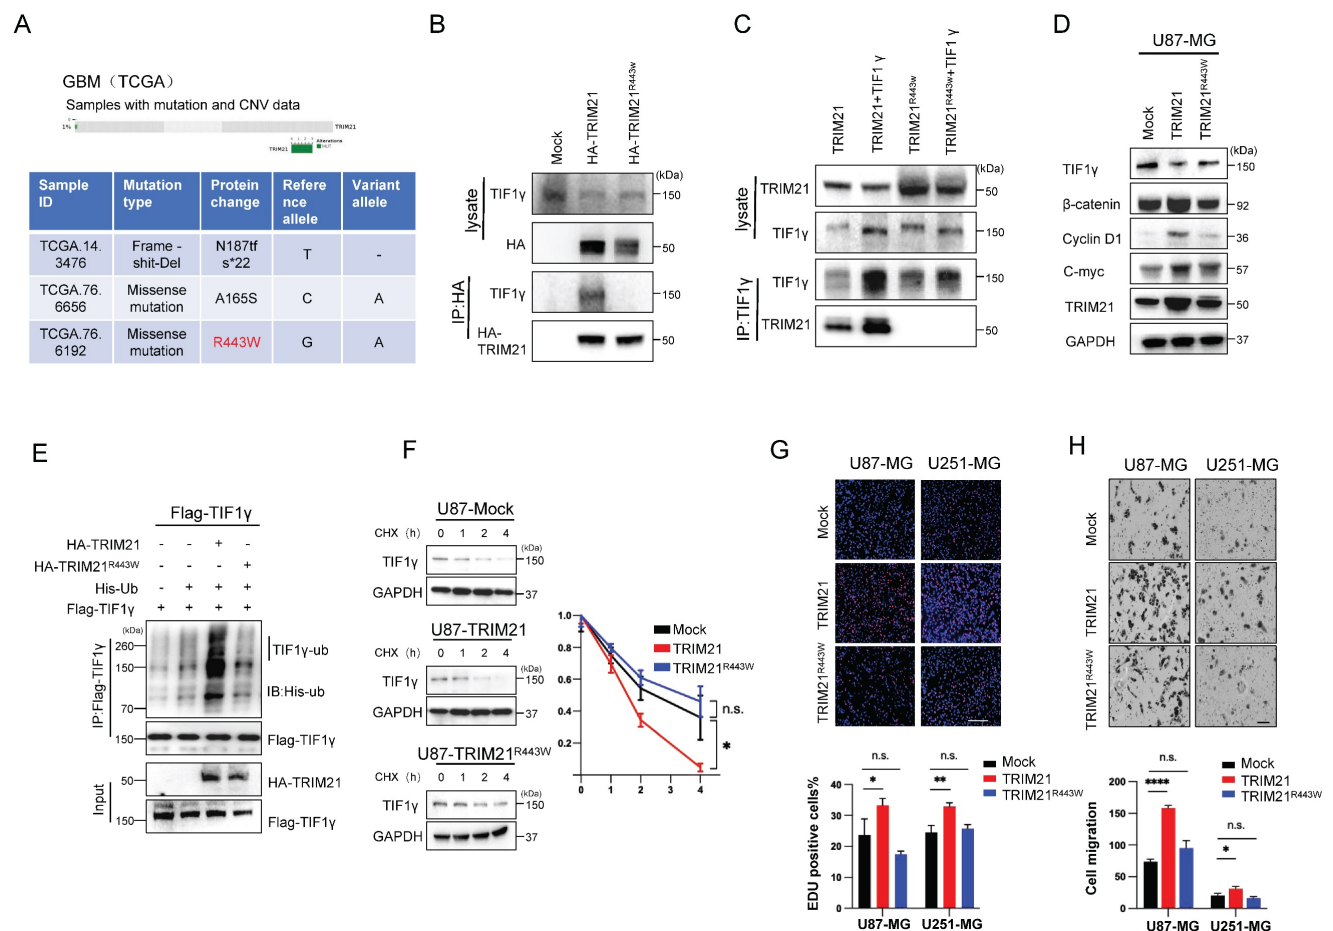 A
GBM（TCGA）
Samples with mutation and CNV data
1%
TRIM21
TRIM21
Alterations
MUT
Sample ID
Mutation type
Protein change
Refere nce allele
Variant allele
TCGA.14. 3476
Frame - shit-Del
N187tf s*22
T
-
TCGA.76. 6656
Missense mutation
A165S
C
A
TCGA.76. 6192
Missense mutation
R443W
G
A
B
Mock
HA-TRIM21
HA-TRIM21R443w
(kDa)
lysate
TIF1γ
150
HA
50
IP:HA
TIF1γ
150
HA-
TRIM21
50
C
TRIM21
TRIM21+TIF1 γ
TRIM21R443w
TRIM21R443w+TIF1 γ
(kDa)
lysate
TRIM21
50
TIF1γ
150
IP:TIF1γ
TIF1γ
150
TRIM21
50
D
U87-MG
Mock
TRIM21
TRIM21R443W
(kDa)
TIF1γ
150
β-catenin
92
Cyclin D1
36
C-myc
57
TRIM21
50
GAPDH
37
E
Flag-TIF1γ
HA-TRIM21 - - + -
HA-TRIM21R443W - - - +
His-Ub - + + +
Flag-TIF1γ + + + +
(kDa)
IP:Flag-TIF1γ
260
150
70
TIF1γ-ub
IB:His-ub
150
Flag-TIF1γ
Input
50
HA-TRIM21
150
Flag-TIF1γ
F
U87-Mock
CHX (h) 0 1 2 4
(kDa)
TIF1γ
150
GAPDH
37
U87-TRIM21
CHX (h) 0 1 2 4
(kDa)
TIF1γ
150
GAPDH
37
U87-TRIM21R443W
CHX (h) 0 1 2 4
(kDa)
TIF1γ
150
GAPDH
37
1.0
0.8
0.6
0.4
0.2
0 1 2 4
Mock
TRIM21
TRIM21R443W
n.s.
*
G
U87-MG U251-MG
Mock
TRIM21
TRIM21R443W
EDU positive cells%
40
30
20
10
0
n.s.
*
n.s.
**
U87-MG U251-MG
Mock
TRIM21
TRIM21R443W
H
U87-MG U251-MG
Mock
TRIM21
TRIM21R443W
Cell migration
200
150
100
50
0
n.s.
****
n.s.
*
U87-MG U251-MG
Mock
TRIM21
TRIM21R443W